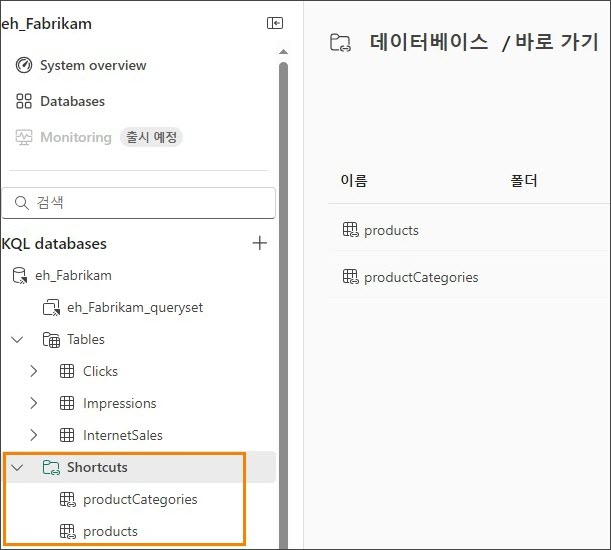 eh_Fabrikam
System overview
Databases
Monitoring 출시 예정
검색
KQL databases
eh_Fabrikam
eh_Fabrikam_queryset
Tables
Clicks
Impressions
InternetSales
Shortcuts
productCategories
products
데이터베이스 / 바로 가기
이름 폴더
products
productCategories